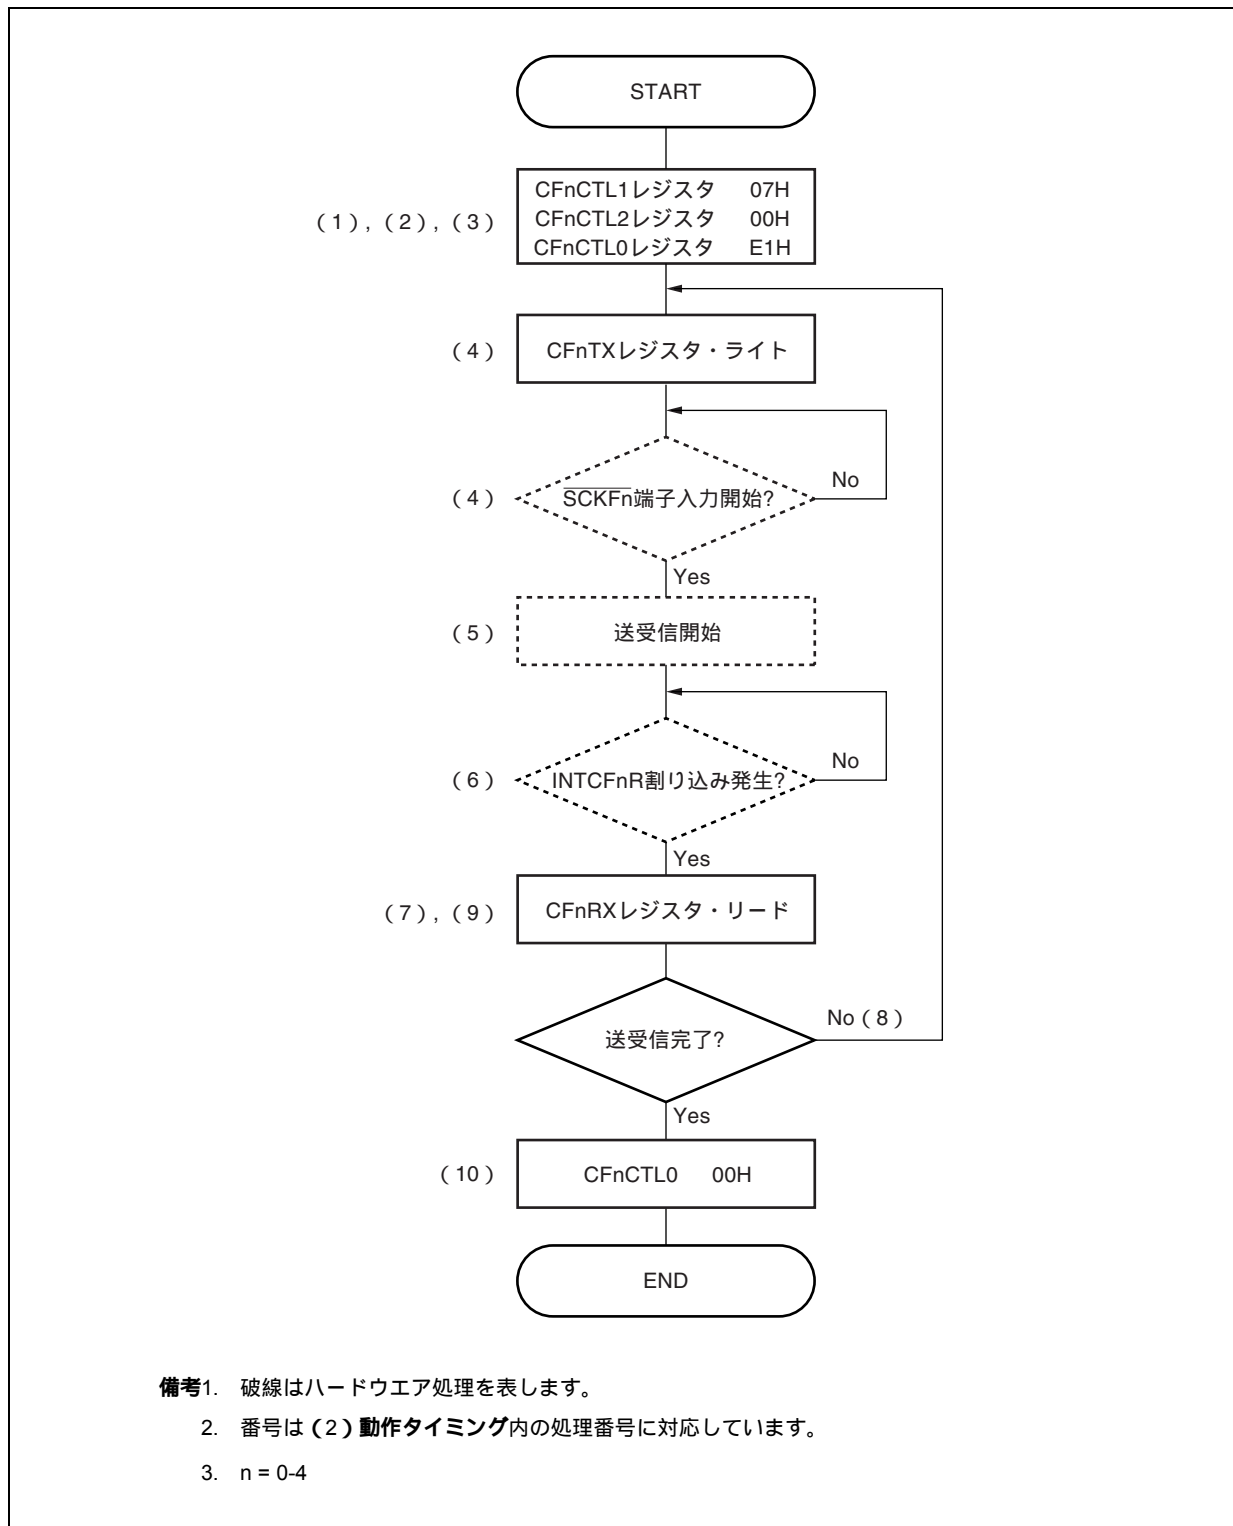 START
(1),(2),(3)
CFnCTL1レジスタ 07H
CFnCTL2レジスタ 00H
CFnCTL0レジスタ E1H
(4) CFnTXレジスタ・ライト
(4) SCKFn端子入力開始?
No
Yes
(5) 送受信開始
(6) INTCFnR割り込み発生?
No
Yes
(7),(9) CFnRXレジスタ・リード
送受信完了?
No(8)
Yes
(10) CFnCTL0 00H
END
備考1. 破線はハードウエア処理を表します。
2. 番号は(2)動作タイミング内の処理番号に対応しています。
3. n = 0-4